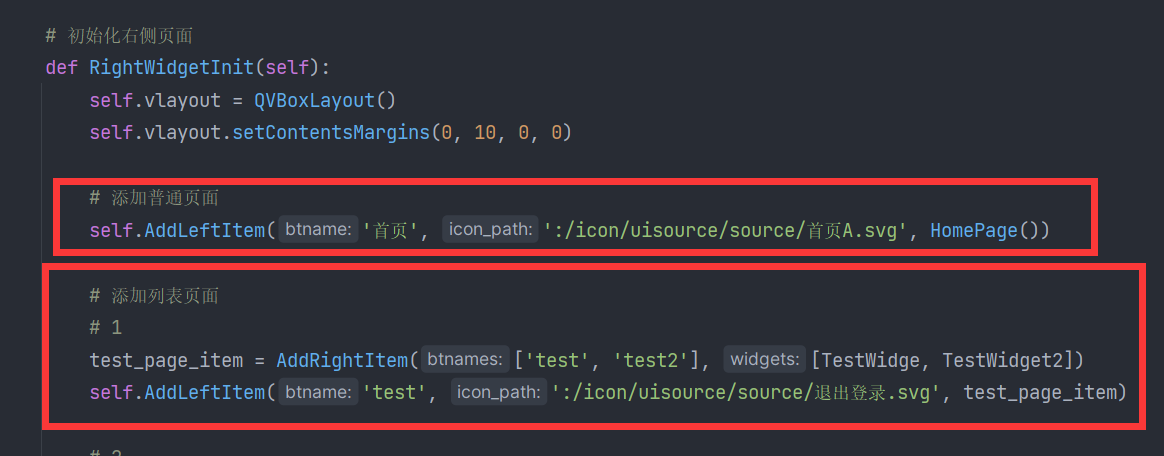 # 初始化右侧页面
def RightWidgetInit(self):
self.vlayout = QVBoxLayout()
self.vlayout.setContentsMargins(0, 10, 0, 0)
# 添加普通页面
self.AddLeftItem( btname: '首页', icon_path: ':/icon/uisource/source/首页A.svg', HomePage())
# 添加列表页面
# 1
test_page_item = AddRightItem( btnames: ['test', 'test2'], widgets: [TestWidge, TestWidget2])
self.AddLeftItem( btname: 'test', icon_path: ':/icon/uisource/source/退出登录.svg', test_page_item)